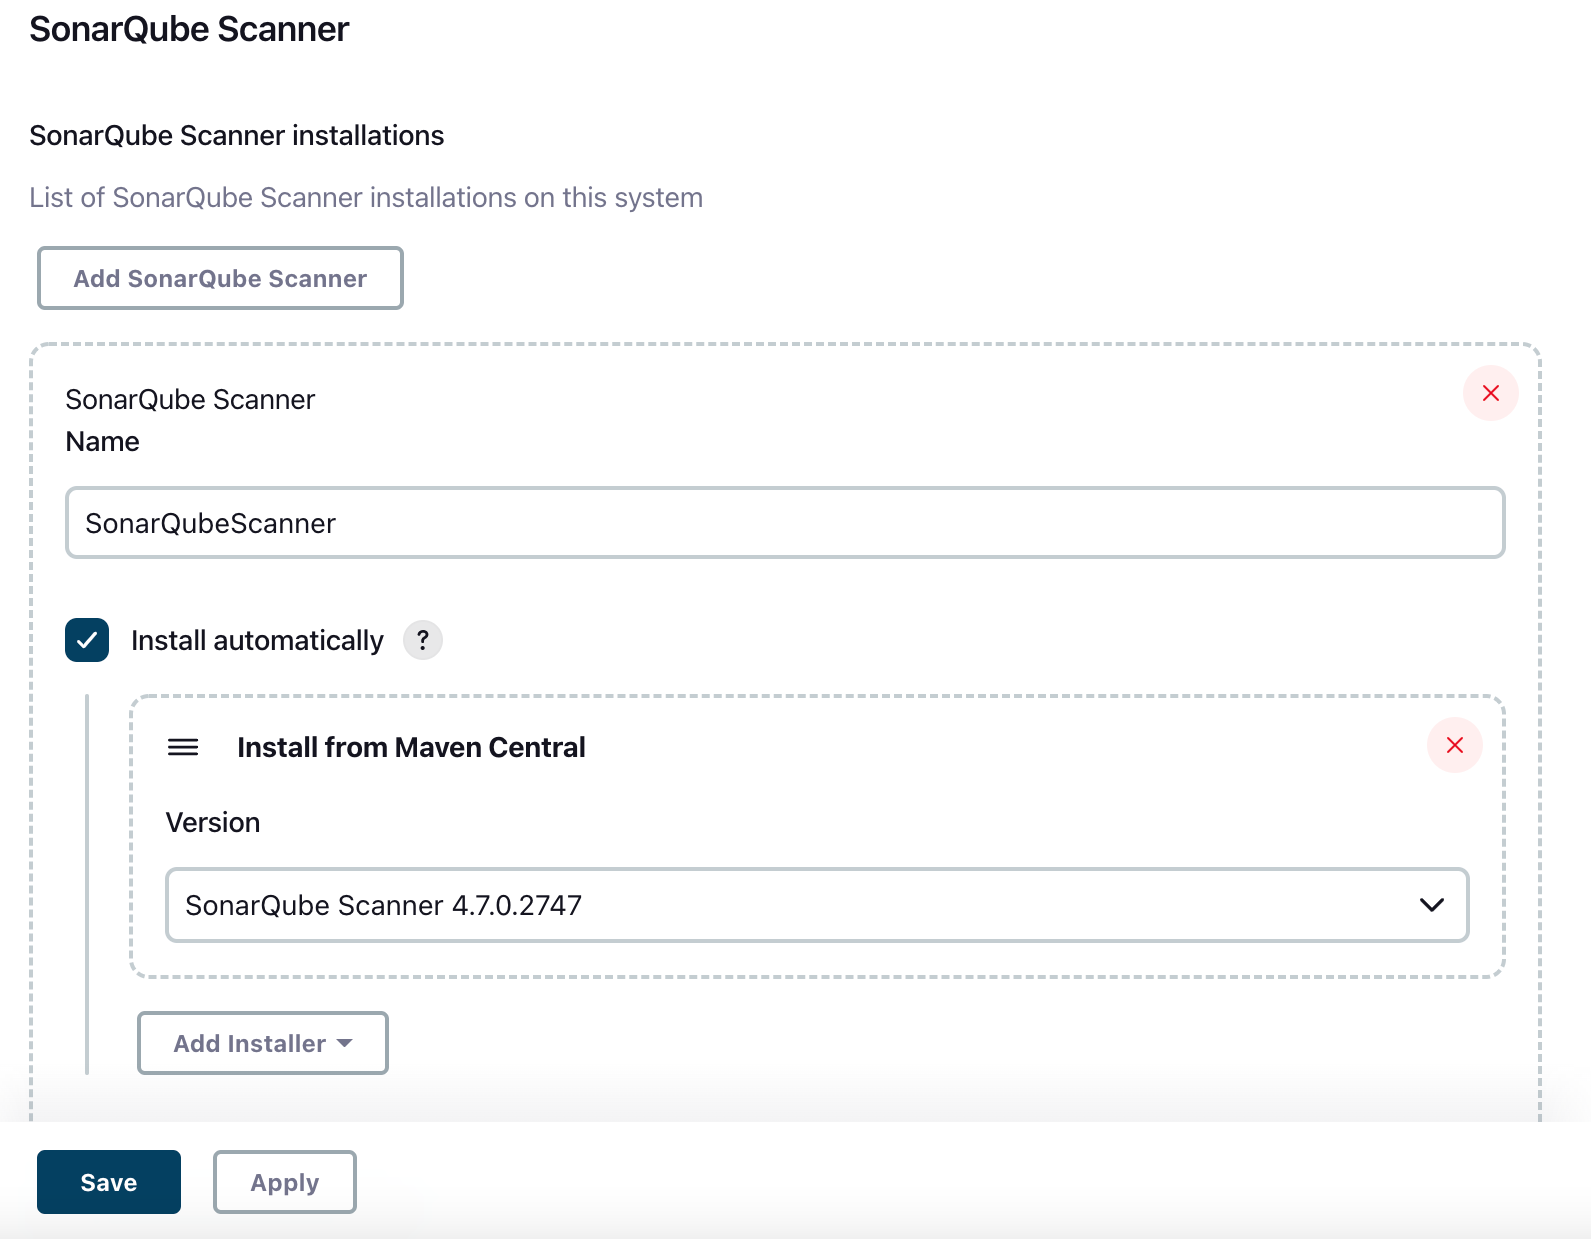 SonarQube Scanner
SonarQube Scanner installations
List of SonarQube Scanner installations on this system
Add SonarQube Scanner
SonarQube Scanner
Name
SonarQubeScanner
Install automatically ?
Install from Maven Central
Version
SonarQube Scanner 4.7.0.2747
Add Installer
Save Apply